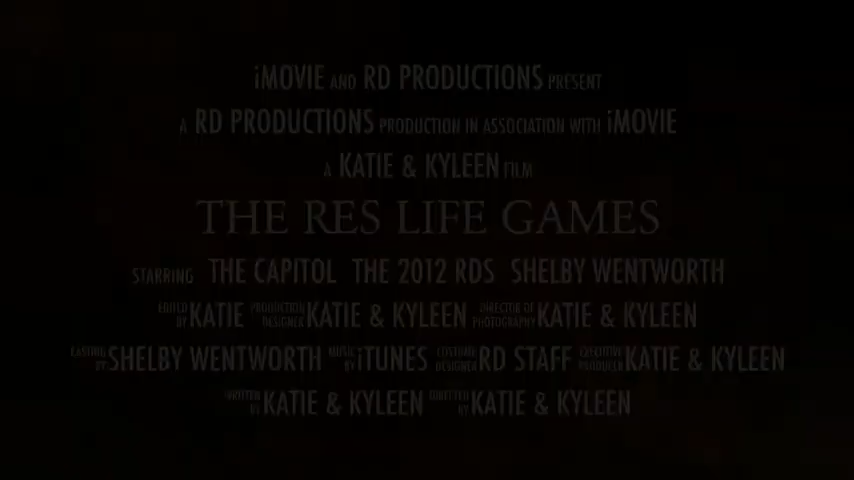 iMOVIE AND RD PRODUCTIONS PRESENT
A RD PRODUCTIONS PRODUCTION IN ASSOCIATION WITH iMOVIE
A KATIE & KYLEEN FILM
THE RES LIFE GAMES
STARRING THE CAPITOL THE 2012 RDS SHELBY WENTWORTH
EDITED BY KATIE PRODUCTION DESIGNER KATIE & KYLEEN DIRECTOR OF PHOTOGRAPHY KATIE & KYLEEN
CASTING BY SHELBY WENTWORTH MUSIC BY iTUNES COSTUME DESIGNER RD STAFF EXECUTIVE PRODUCER KATIE & KYLEEN
WRITTEN BY KATIE & KYLEEN DIRECTED BY KATIE & KYLEEN